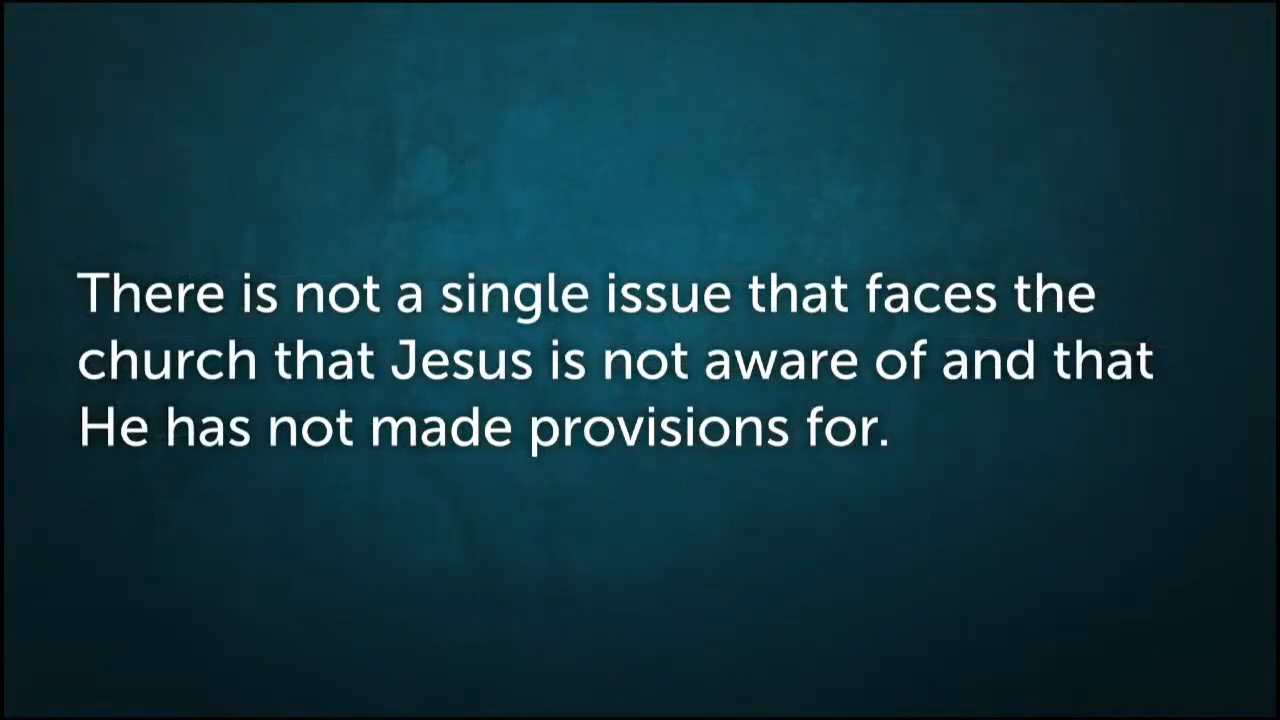 There is not a single issue that faces the
church that Jesus is not aware of and that
He has not made provisions for.